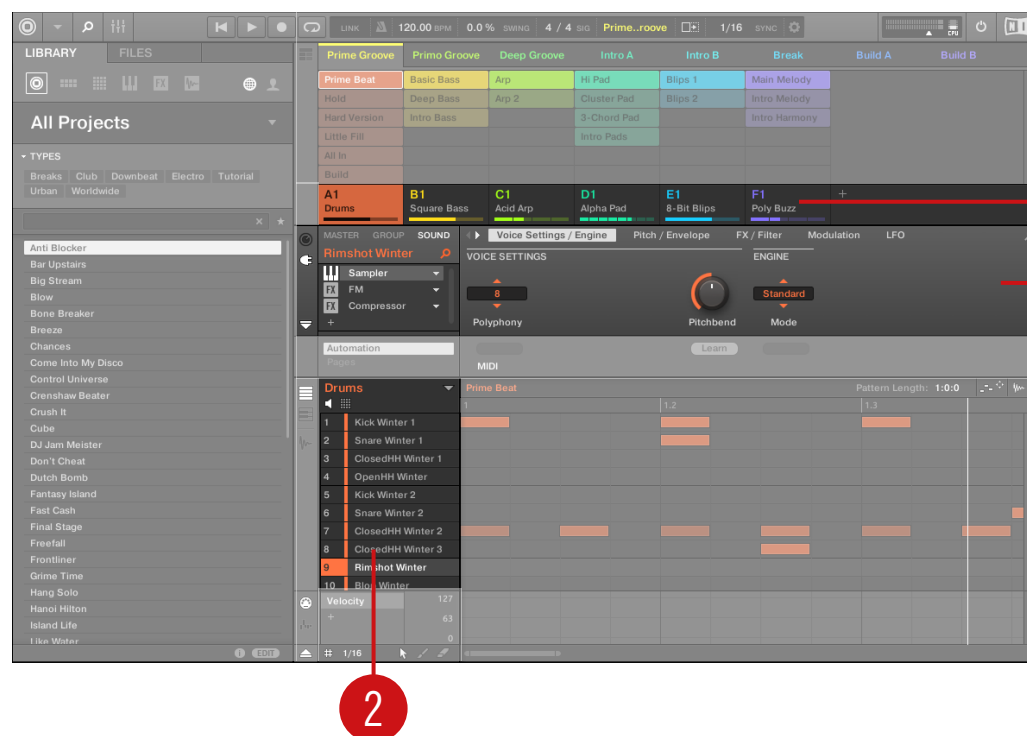 LINK 120.00 BPM 0.0 % SWING 4 / 4 SIG Prime..roove 1/16 SYNC CPU NI
LIBRARY FILES
All Projects
TYPES
Breaks Club Downbeat Electro Tutorial
Urban Worldwide
Anti Blocker
Bar Upstairs
Big Stream
Blow
Bone Breaker
Breeze
Chances
Come Into My Disco
Control Universe
Crenshaw Beater
Crush It
Cube
DJ Jam Meister
Don't Cheat
Dutch Bomb
Fantasy Island
Fast Cash
Final Stage
Freefall
Frontliner
Grime Time
Hang Solo
Hanoi Hilton
Island Life
Like Water
EDIT
Prime Groove Primo Groove Deep Groove Intro A Intro B Break Build A Build B
Prime Beat Basic Bass Arp Hi Pad Blips 1 Main Melody
Hold Deep Bass Arp 2 Cluster Pad Blips 2 Intro Melody
Hard Version Intro Bass 3-Chord Pad Intro Harmony
Little Fill Intro Pads
All In
Build
A1 B1 C1 D1 E1 F1 +
Drums Square Bass Acid Arp Alpha Pad 8-Bit Blips Poly Buzz
MASTER GROUP SOUND Voice Settings / Engine Pitch / Envelope FX / Filter Modulation LFO
Rimshot Winter VOICE SETTINGS ENGINE
Sampler
FX FM
FX Compressor
+
8 Standard
Polyphony Pitchbend Mode
Automation Learn
Pages MIDI
Drums Prime Beat Pattern Length: 1:0:0
1 1.2 1.3
1 Kick Winter 1
2 Snare Winter 1
3 ClosedHH Winter 1
4 OpenHH Winter
5 Kick Winter 2
6 Snare Winter 2
7 ClosedHH Winter 2
8 ClosedHH Winter 3
9 Rimshot Winter
10 Blop Winter
Velocity 127
+ 63
0
# 1/16
2